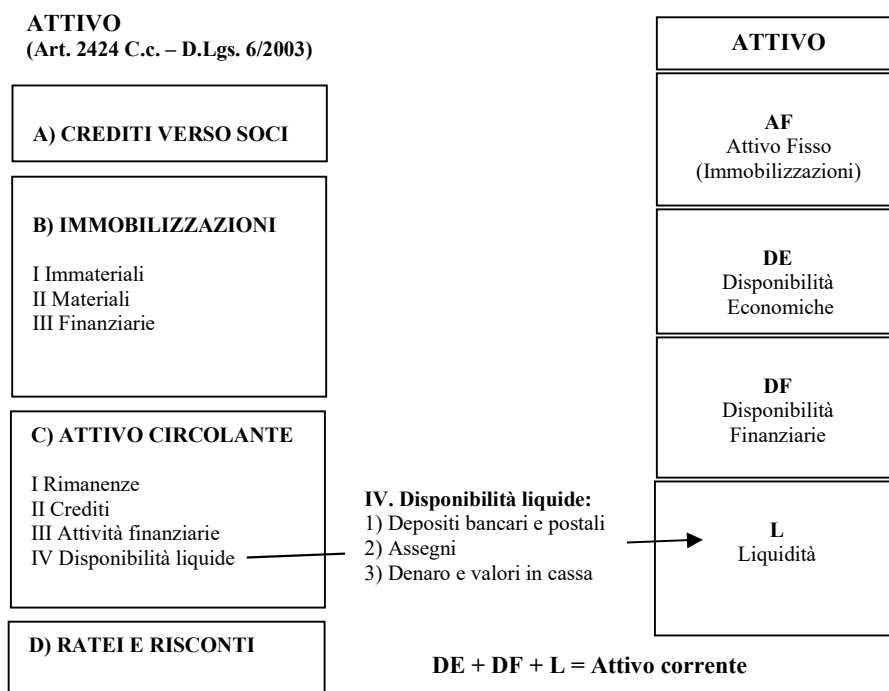 ATTIVO
(Art. 2424 C.c. – D.Lgs. 6/2003)
A) CREDITI VERSO SOCI
B) IMMOBILIZZAZIONI
I Immateriali
II Materiali
III Finanziarie
C) ATTIVO CIRCOLANTE
I Rimanenze
II Crediti
III Attività finanziarie
IV Disponibilità liquide
D) RATEI E RISCONTI
IV. Disponibilità liquide:
1) Depositi bancari e postali
2) Assegni
3) Denaro e valori in cassa
ATTIVO
AF
Attivo Fisso
(Immobilizzazioni)
DE
Disponibilità
Economiche
DF
Disponibilità
Finanziarie
L
Liquidità
DE + DF + L = Attivo corrente